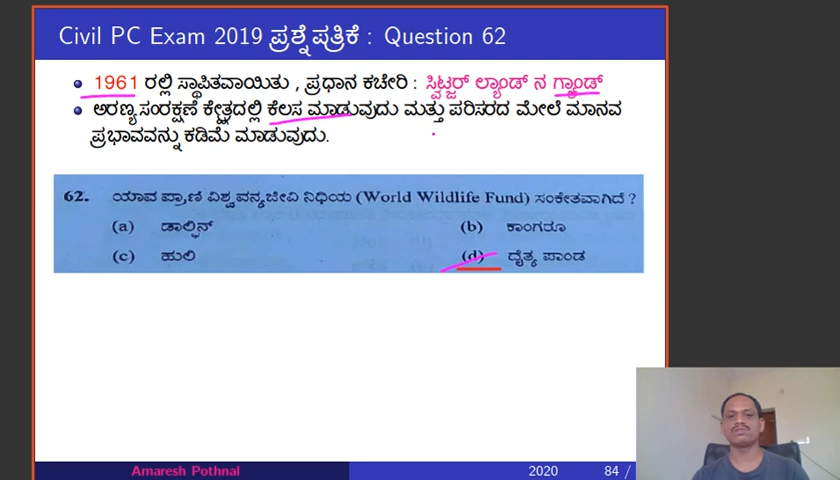 Civil PC Exam 2019 ಪ್ರಶ್ನೆ ಪತ್ರಿಕೆ : Question 62
1961 ರಲ್ಲಿ ಸ್ಥಾಪಿತವಾಯಿತು , ಪ್ರಧಾನ ಕಚೇರಿ : ಸ್ವಿಟ್ಜರ್ ಲ್ಯಾಂಡ್ ನ ಗ್ಲ್ಯಾಂಡ್
ಅರಣ್ಯ ಸಂರಕ್ಷಣೆ ಕ್ಷೇತ್ರದಲ್ಲಿ ಕೆಲಸ ಮಾಡುವುದು ಮತ್ತು ಪರಿಸರದ ಮೇಲೆ ಮಾನವ
ಪ್ರಭಾವವನ್ನು ಕಡಿಮೆ ಮಾಡುವುದು.
62. ಯಾವ ಪ್ರಾಣಿ ವಿಶ್ವವನ್ಯಜೀವಿ ನಿಧಿಯ (World Wildlife Fund) ಸಂಕೇತವಾಗಿದೆ ?
(a) ಡಾಲ್ಫಿನ್ (b) ಕಾಂಗರೂ
(c) ಹುಲಿ (d) ದೈತ್ಯ ಪಾಂಡ
Amaresh Pothnal 2020 84 /